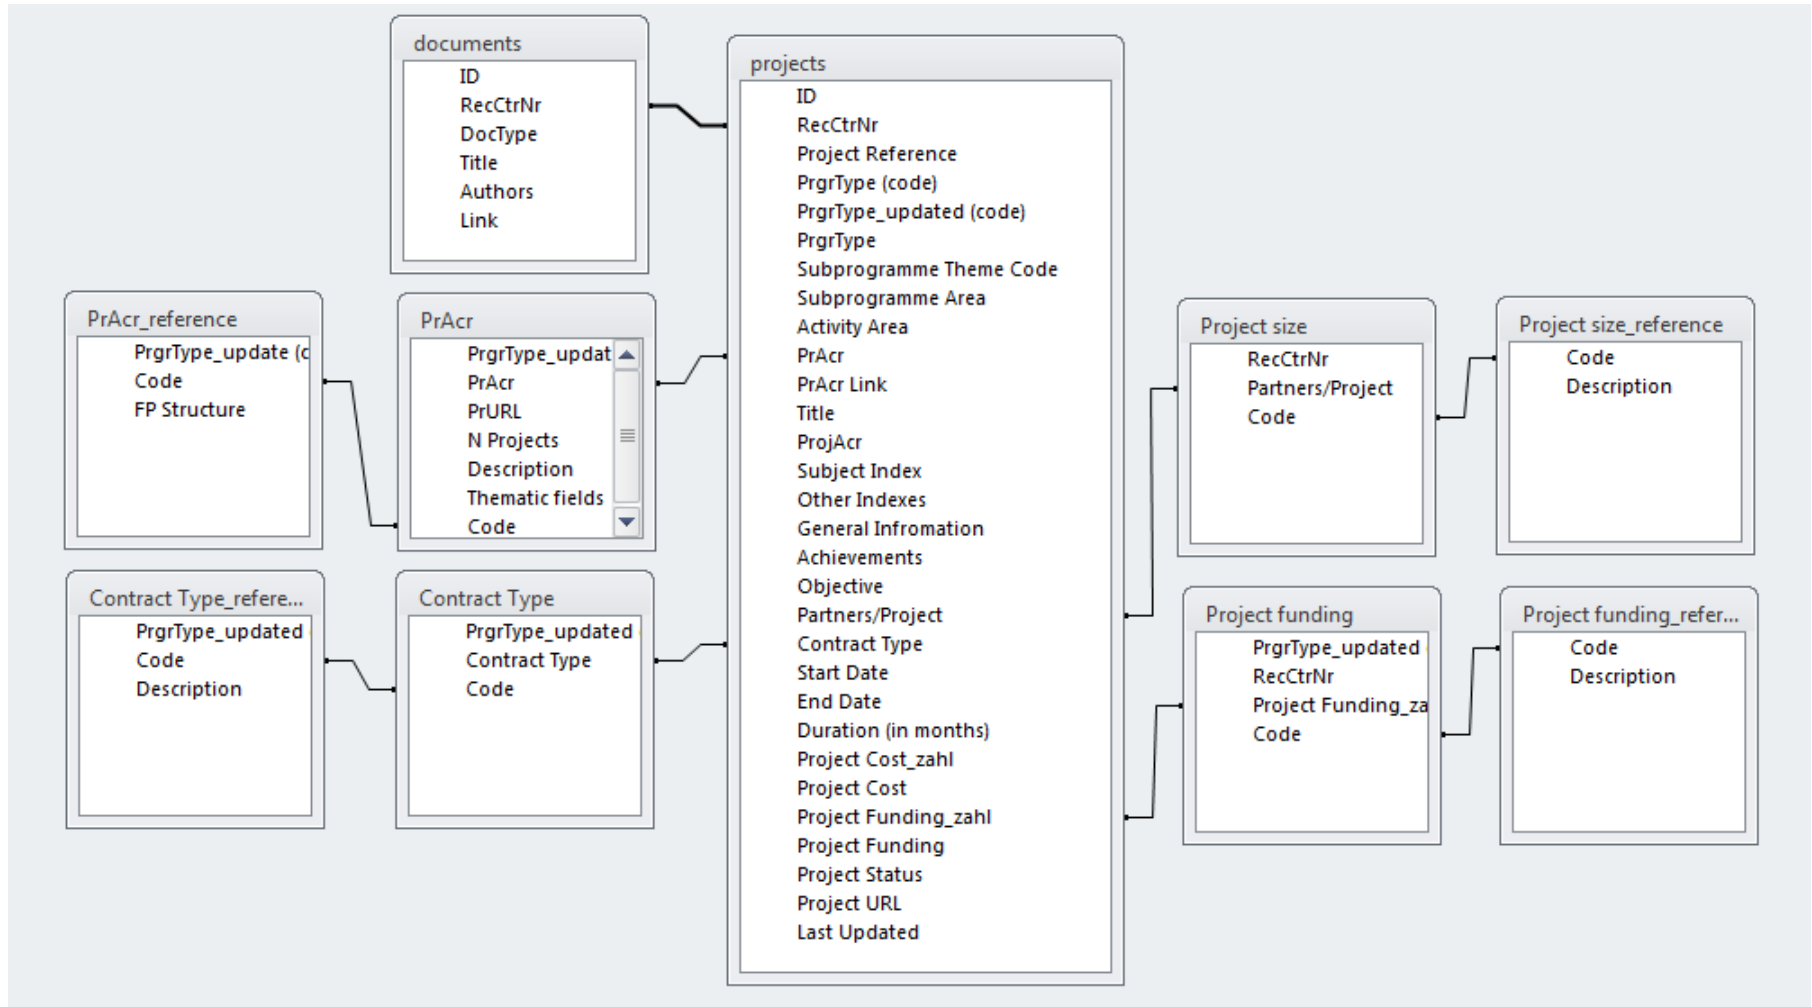 documents
ID
RecCtrNr
DocType
Title
Authors
Link
projects
ID
RecCtrNr
Project Reference
PrgrType (code)
PrgrType_updated (code)
PrgrType
Subprogramme Theme Code
Subprogramme Area
Activity Area
PrAcr
PrAcr Link
Title
ProjAcr
Subject Index
Other Indexes
General Infromation
Achievements
Objective
Partners/Project
Contract Type
Start Date
End Date
Duration (in months)
Project Cost_zahl
Project Cost
Project Funding_zahl
Project Funding
Project Status
Project URL
Last Updated
PrAcr_reference
PrgrType_update (c
Code
FP Structure
PrAcr
PrgrType_updat
PrAcr
PrURL
N Projects
Description
Thematic fields
Code
Contract Type_refere...
PrgrType_updated
Code
Description
Contract Type
PrgrType_updated
Contract Type
Code
Project size
RecCtrNr
Partners/Project
Code
Project size_reference
Code
Description
Project funding
PrgrType_updated
RecCtrNr
Project Funding_za
Code
Project funding_refer...
Code
Description